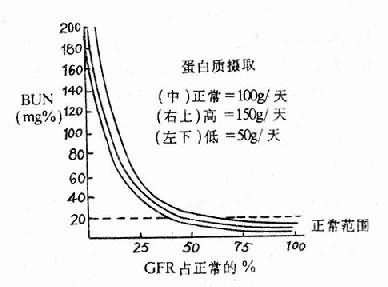 200
180
160
140
120
100
80
60
40
20
BUN
(mg%)
蛋白质摄取
(中)正常=100g/天
(右上)高=150g/天
(左下)低=50g/天
正常范围
25 50 75 100
GFR占正常的 %